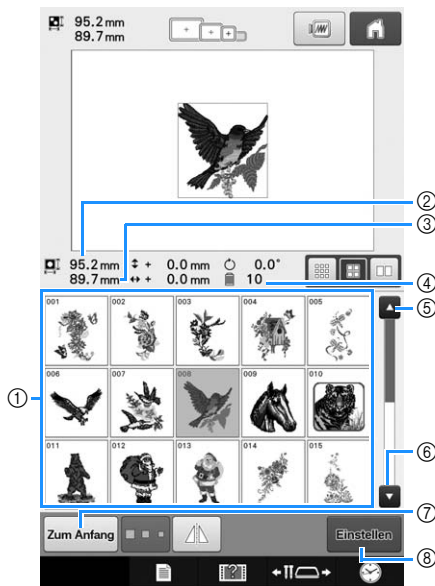 95.2 mm
89.7 mm
②
③
95.2 mm + 0.0 mm 0.0°
89.7 mm + 0.0 mm 10
④
001 002 003 004 005
⑤
006 007 008 009 010
①
011 012 013 014 015
⑥
⑦
Zum Anfang Einstellen
⑧